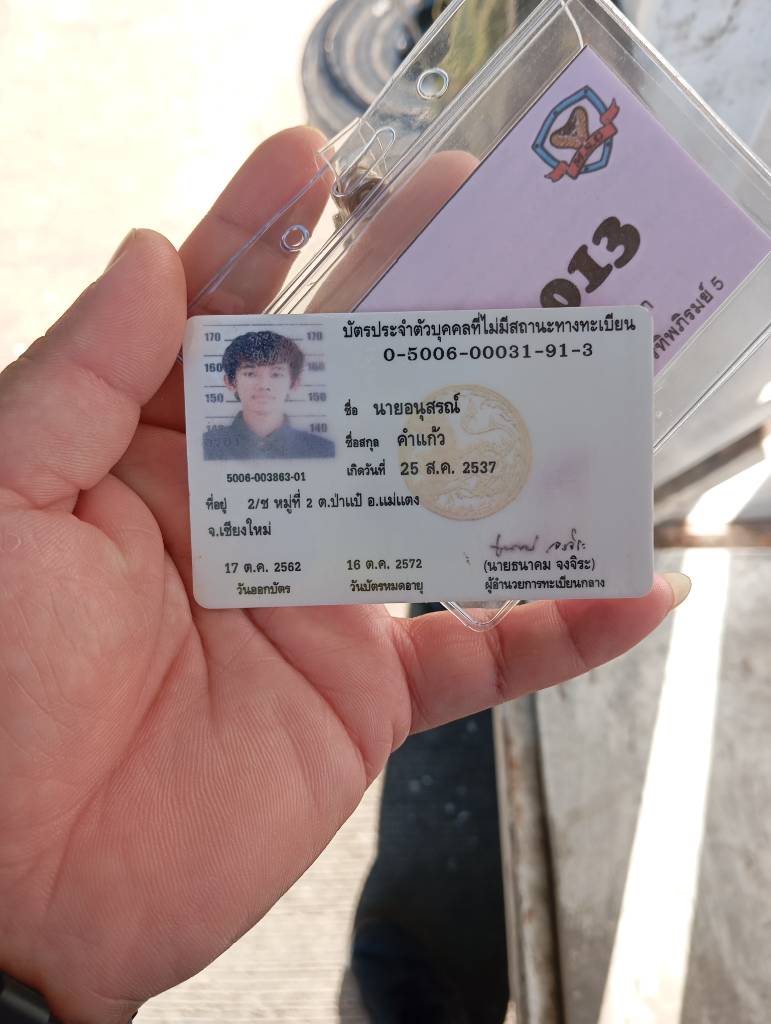 013
ทิพภิรมย์ 5
บัตรประจำตัวบุคคลที่ไม่มีสถานะทางทะเบียน
0-5006-00031-91-3
170 170
160 160
150 150
140 140
ชื่อ นายอนุสรณ์
ชื่อสกุล คำแก้ว
เกิดวันที่ 25 ส.ค. 2537
5006-003863-01
ที่อยู่ 2/ช หมู่ที่ 2 ต.ป่าแป๋ อ.แม่แตง
จ.เชียงใหม่
17 ต.ค. 2562
วันออกบัตร
16 ต.ค. 2572
วันบัตรหมดอายุ
(นายธนาคม จงจิระ)
ผู้อำนวยการทะเบียนกลาง